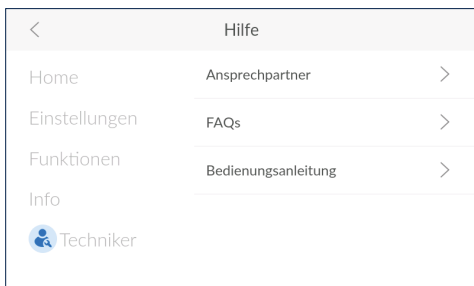 Hilfe
Home
Einstellungen
Funktionen
Info
Techniker
Ansprechpartner
FAQs
Bedienungsanleitung